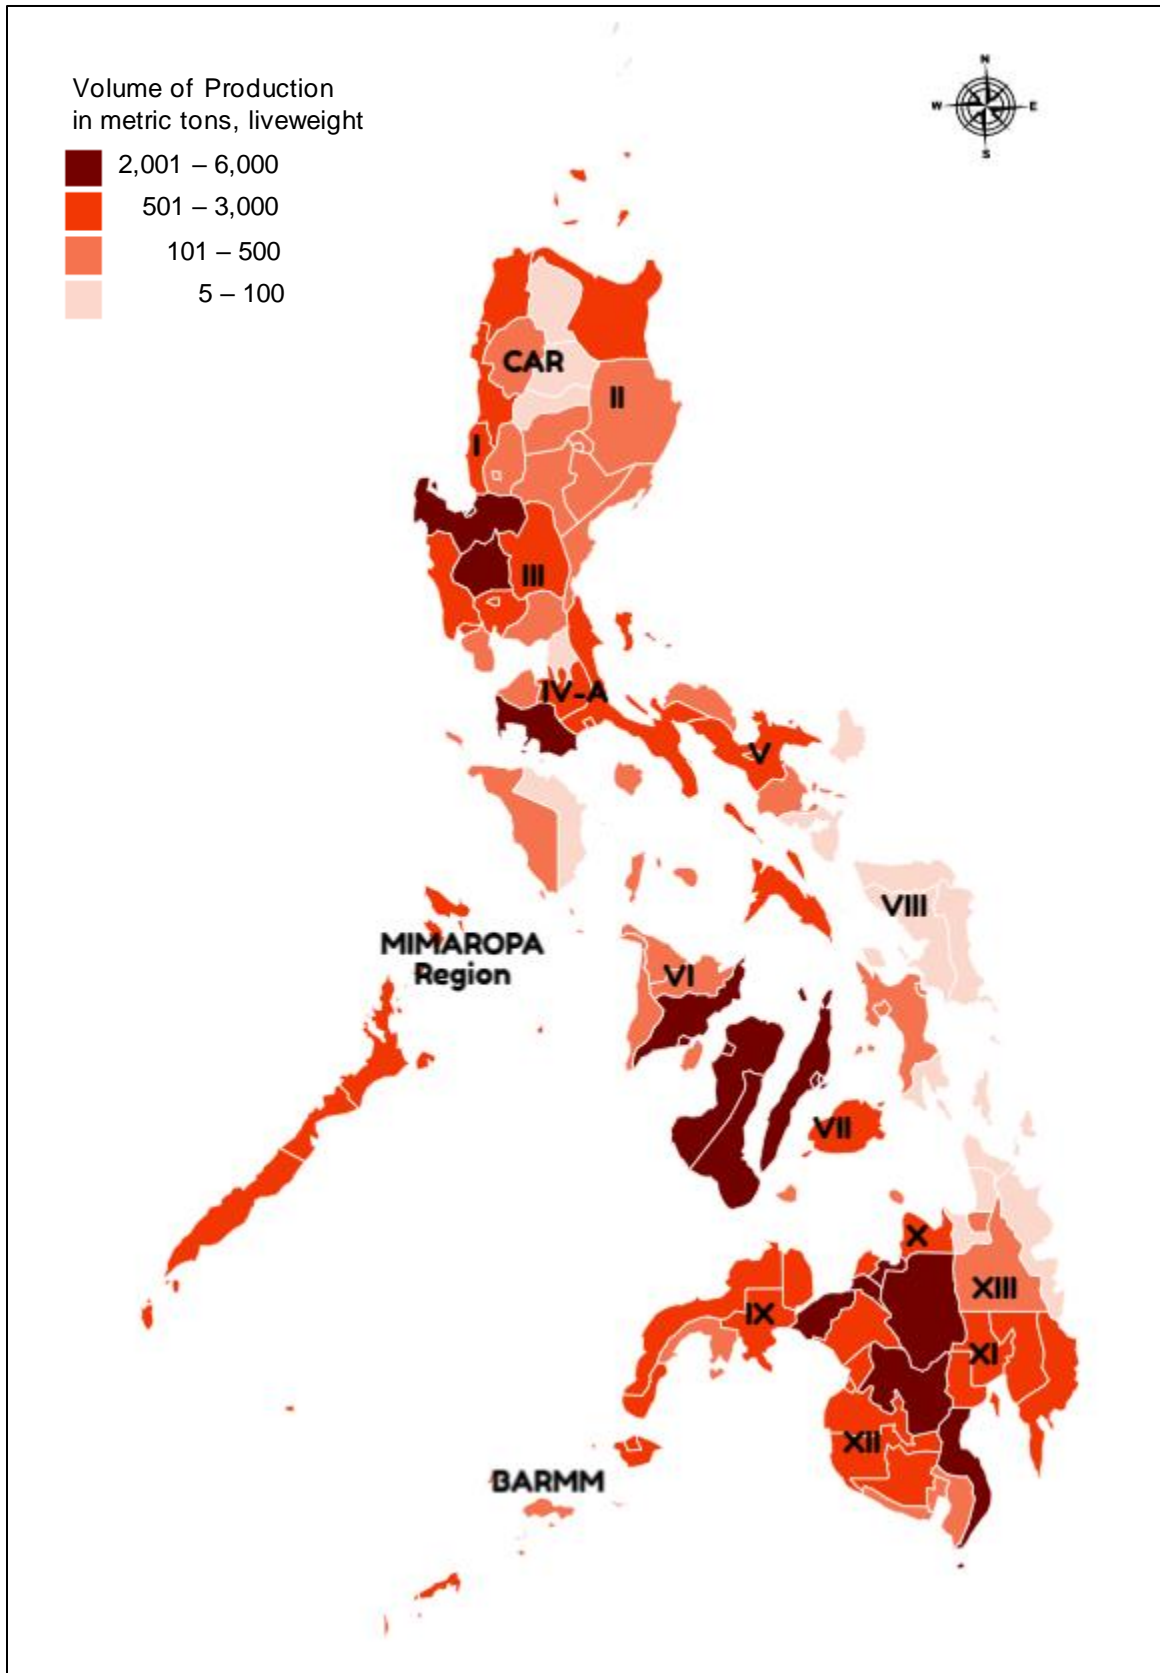 Volume of Production
in metric tons, liveweight
2,001 – 6,000
501 – 3,000
101 – 500
5 – 100
N
W
E
S
CAR
II
I
III
IV-A
V
VIII
MIMAROPA
Region
VI
VII
X
XIII
IX
XI
XII
BARMM